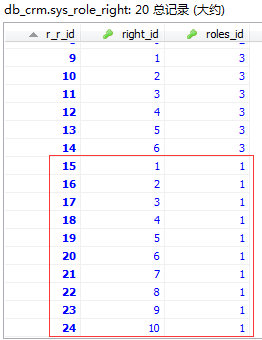 db_crm.sys_role_right: 20 总记录 (大约)
r_r_id right_id roles_id
9 1 3
10 2 3
11 3 3
12 4 3
13 5 3
14 6 3
15 1 1
16 2 1
17 3 1
18 4 1
19 5 1
20 6 1
21 7 1
22 8 1
23 9 1
24 10 1